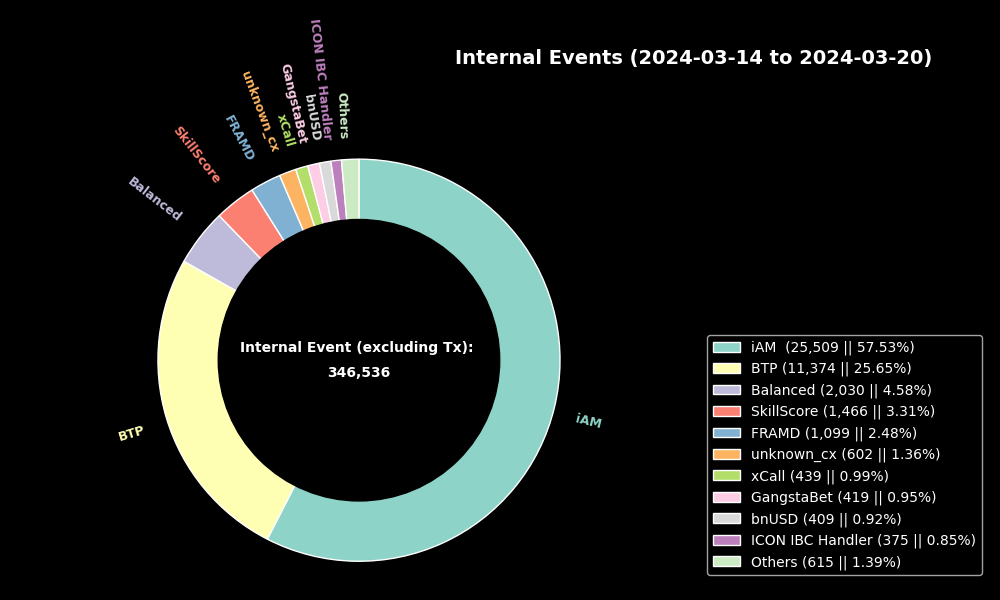 Internal Events (2024-03-14 to 2024-03-20)
ICON IBC Handler
Others
bnUSD
GangstaBet
xCall
unknown_cx
FRAMD
SkillScore
Balanced
BTP
iAM
Internal Event (excluding Tx):
346,536
iAM  (25,509 || 57.53%)
BTP (11,374 || 25.65%)
Balanced (2,030 || 4.58%)
SkillScore (1,466 || 3.31%)
FRAMD (1,099 || 2.48%)
unknown_cx (602 || 1.36%)
xCall (439 || 0.99%)
GangstaBet (419 || 0.95%)
bnUSD (409 || 0.92%)
ICON IBC Handler (375 || 0.85%)
Others (615 || 1.39%)